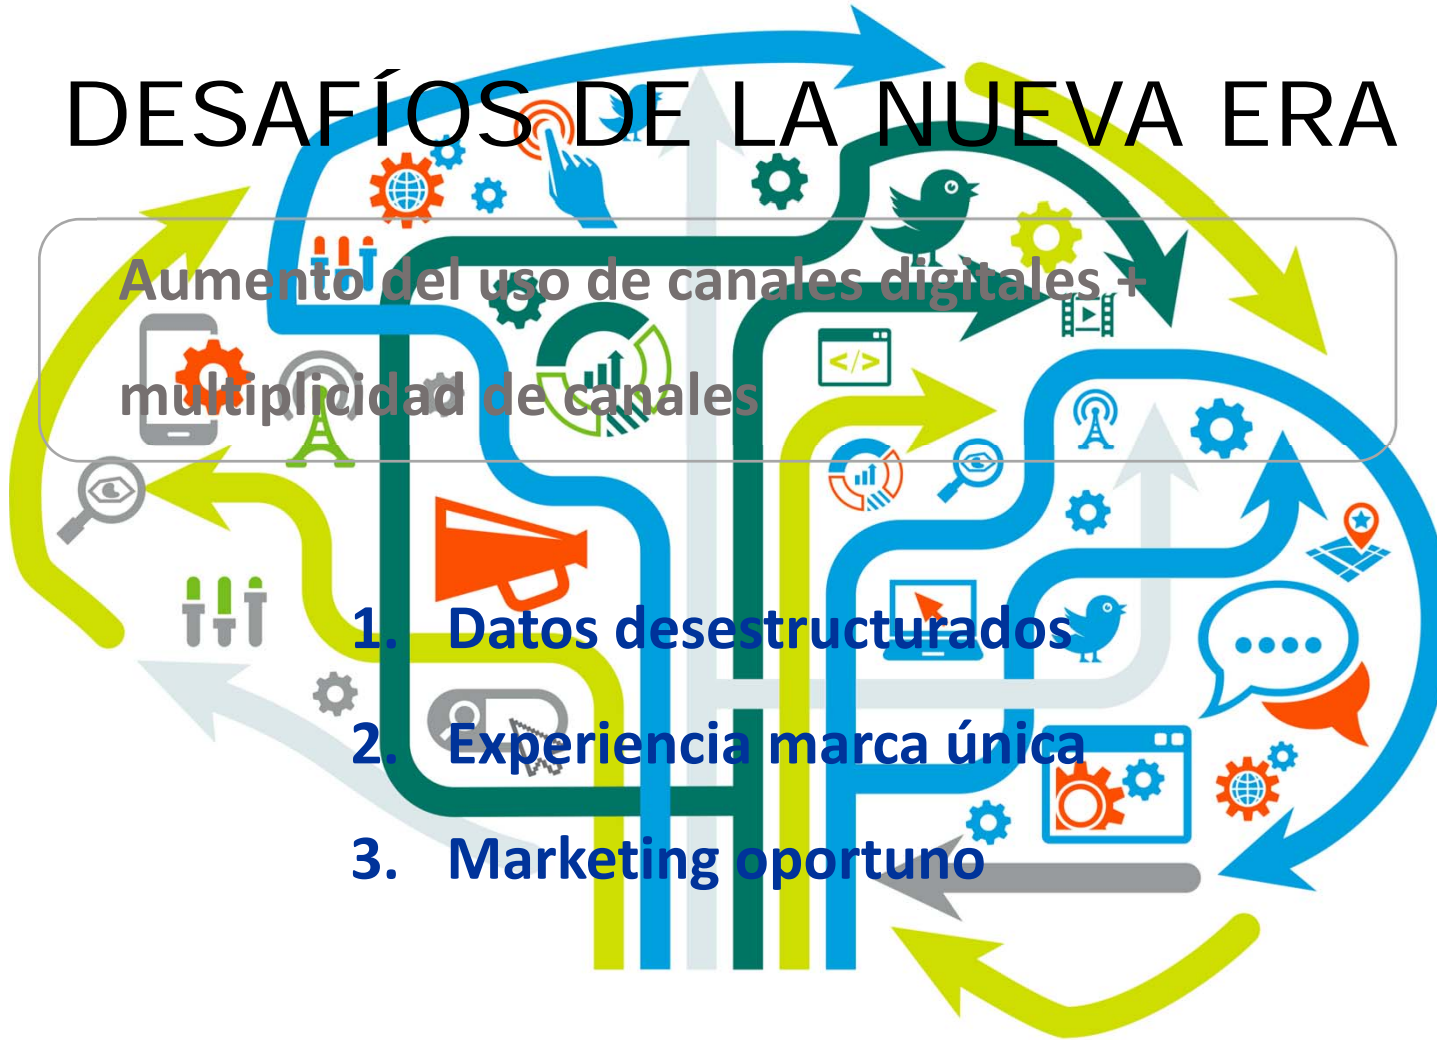 DESAFÍOS DE LA NUEVA ERA
Aumento del uso de canales digitales +
multiplicidad de canales
</>
1. Datos desestructurados
2. Experiencia marca única
3. Marketing oportuno